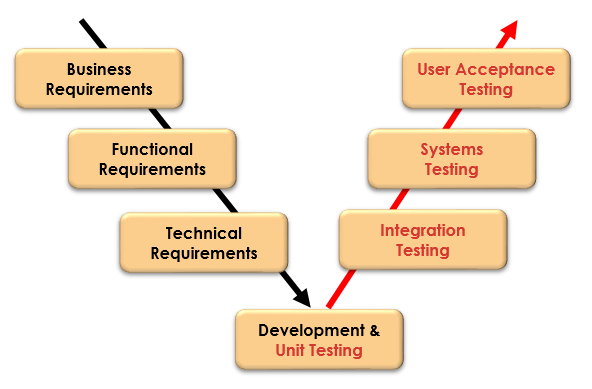 Business
Requirements
Functional
Requirements
Technical
Requirements
Development &
Unit Testing
Integration
Testing
Systems
Testing
User Acceptance
Testing